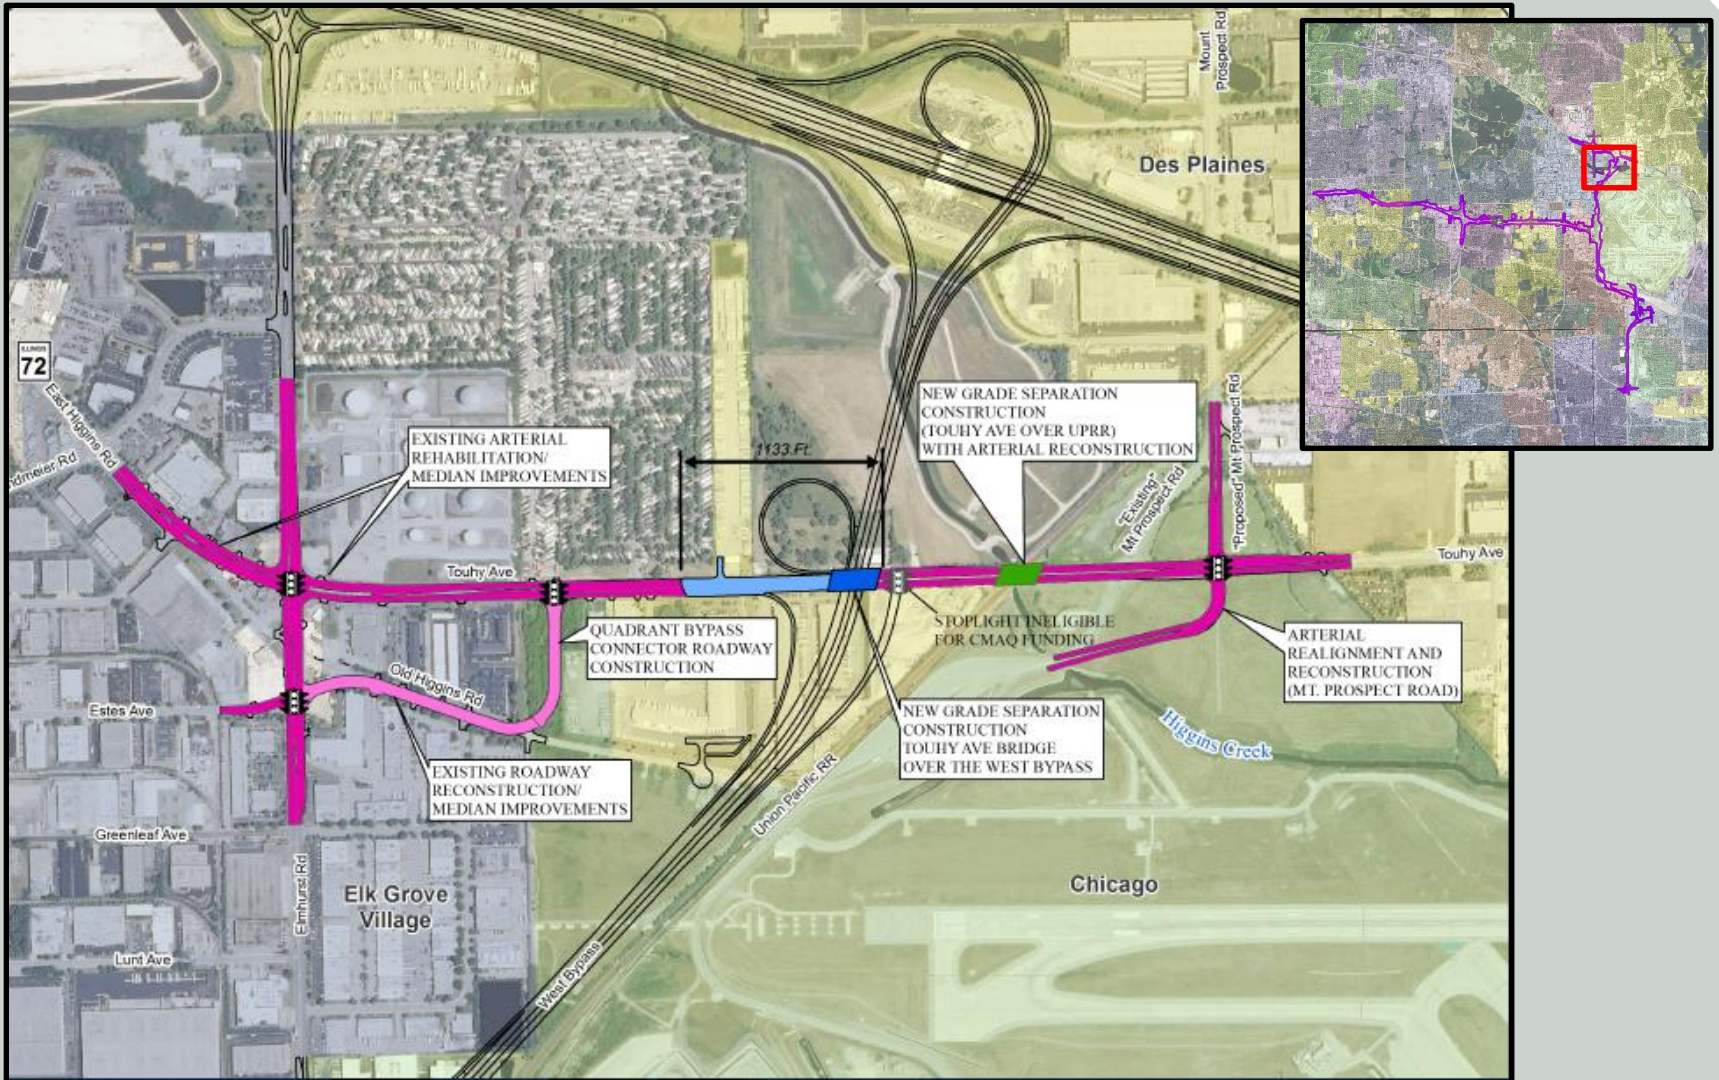 Mount
Prospect Rd
Des Plaines
ILLINOIS
72
East Higgins Rd
EXISTING ARTERIAL
REHABILITATION/
MEDIAN IMPROVEMENTS
1133 Ft.
NEW GRADE SEPARATION
CONSTRUCTION
(TOUHY AVE OVER UPRR)
WITH ARTERIAL RECONSTRUCTION
"Existing"
Mt Prospect Rd
"Proposed" Mt Prospect Rd
Touhy Ave
Touhy Ave
QUADRANT BYPASS
CONNECTOR ROADWAY
CONSTRUCTION
STOPLIGHT INELIGIBLE
FOR CMAQ FUNDING
ARTERIAL
REALIGNMENT AND
RECONSTRUCTION
(MT. PROSPECT ROAD)
Old Higgins Rd
Estes Ave
NEW GRADE SEPARATION
CONSTRUCTION
TOUHY AVE BRIDGE
OVER THE WEST BYPASS
Higgins Creek
EXISTING ROADWAY
RECONSTRUCTION/
MEDIAN IMPROVEMENTS
Union Pacific RR
Greenleaf Ave
Elmhurst Rd
Elk Grove
Village
Chicago
Lunt Ave
West Bypass